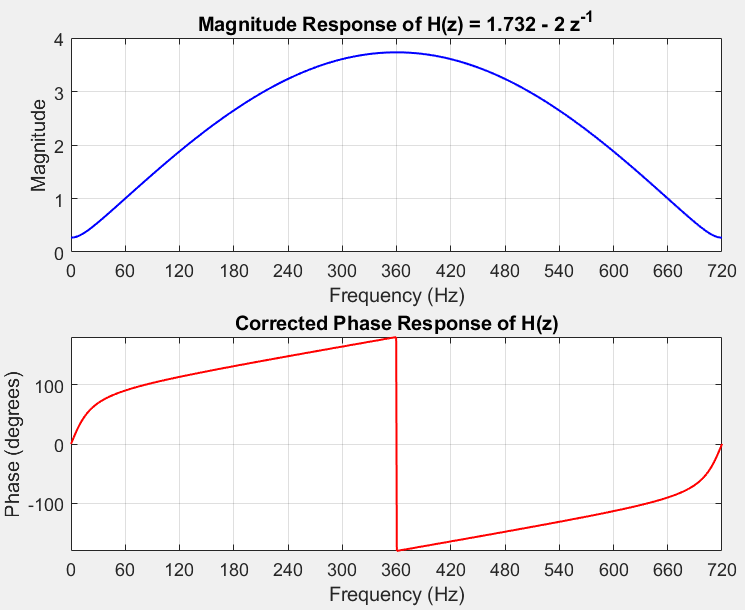 Magnitude Response of H(z) = 1.732 - 2 z⁻¹
4
3
2
1
0
Magnitude
0 60 120 180 240 300 360 420 480 540 600 660 720
Frequency (Hz)
Corrected Phase Response of H(z)
100
0
-100
Phase (degrees)
0 60 120 180 240 300 360 420 480 540 600 660 720
Frequency (Hz)